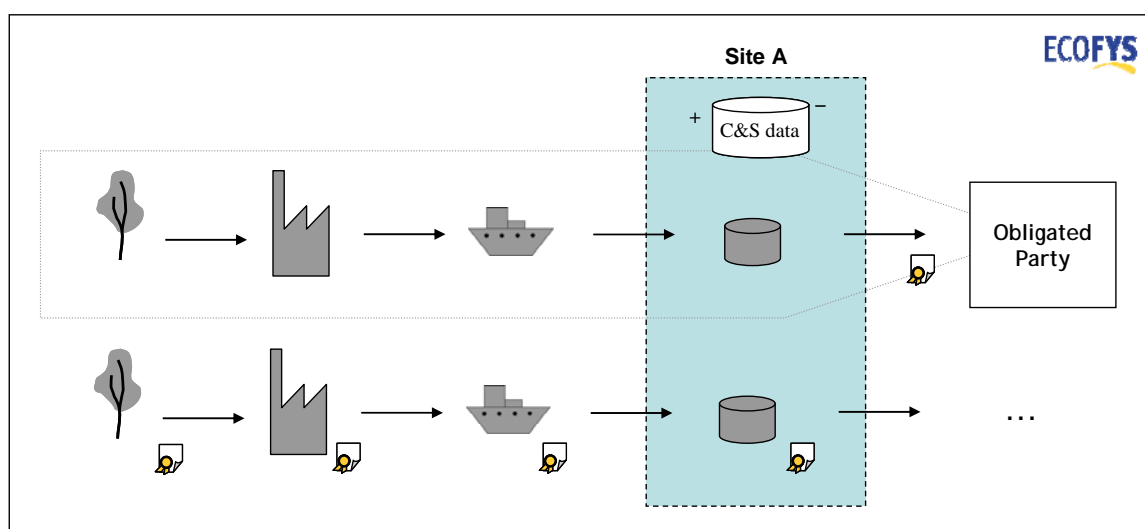 ECOFYS
Site A
+
−
C&S data
Obligated
Party
...